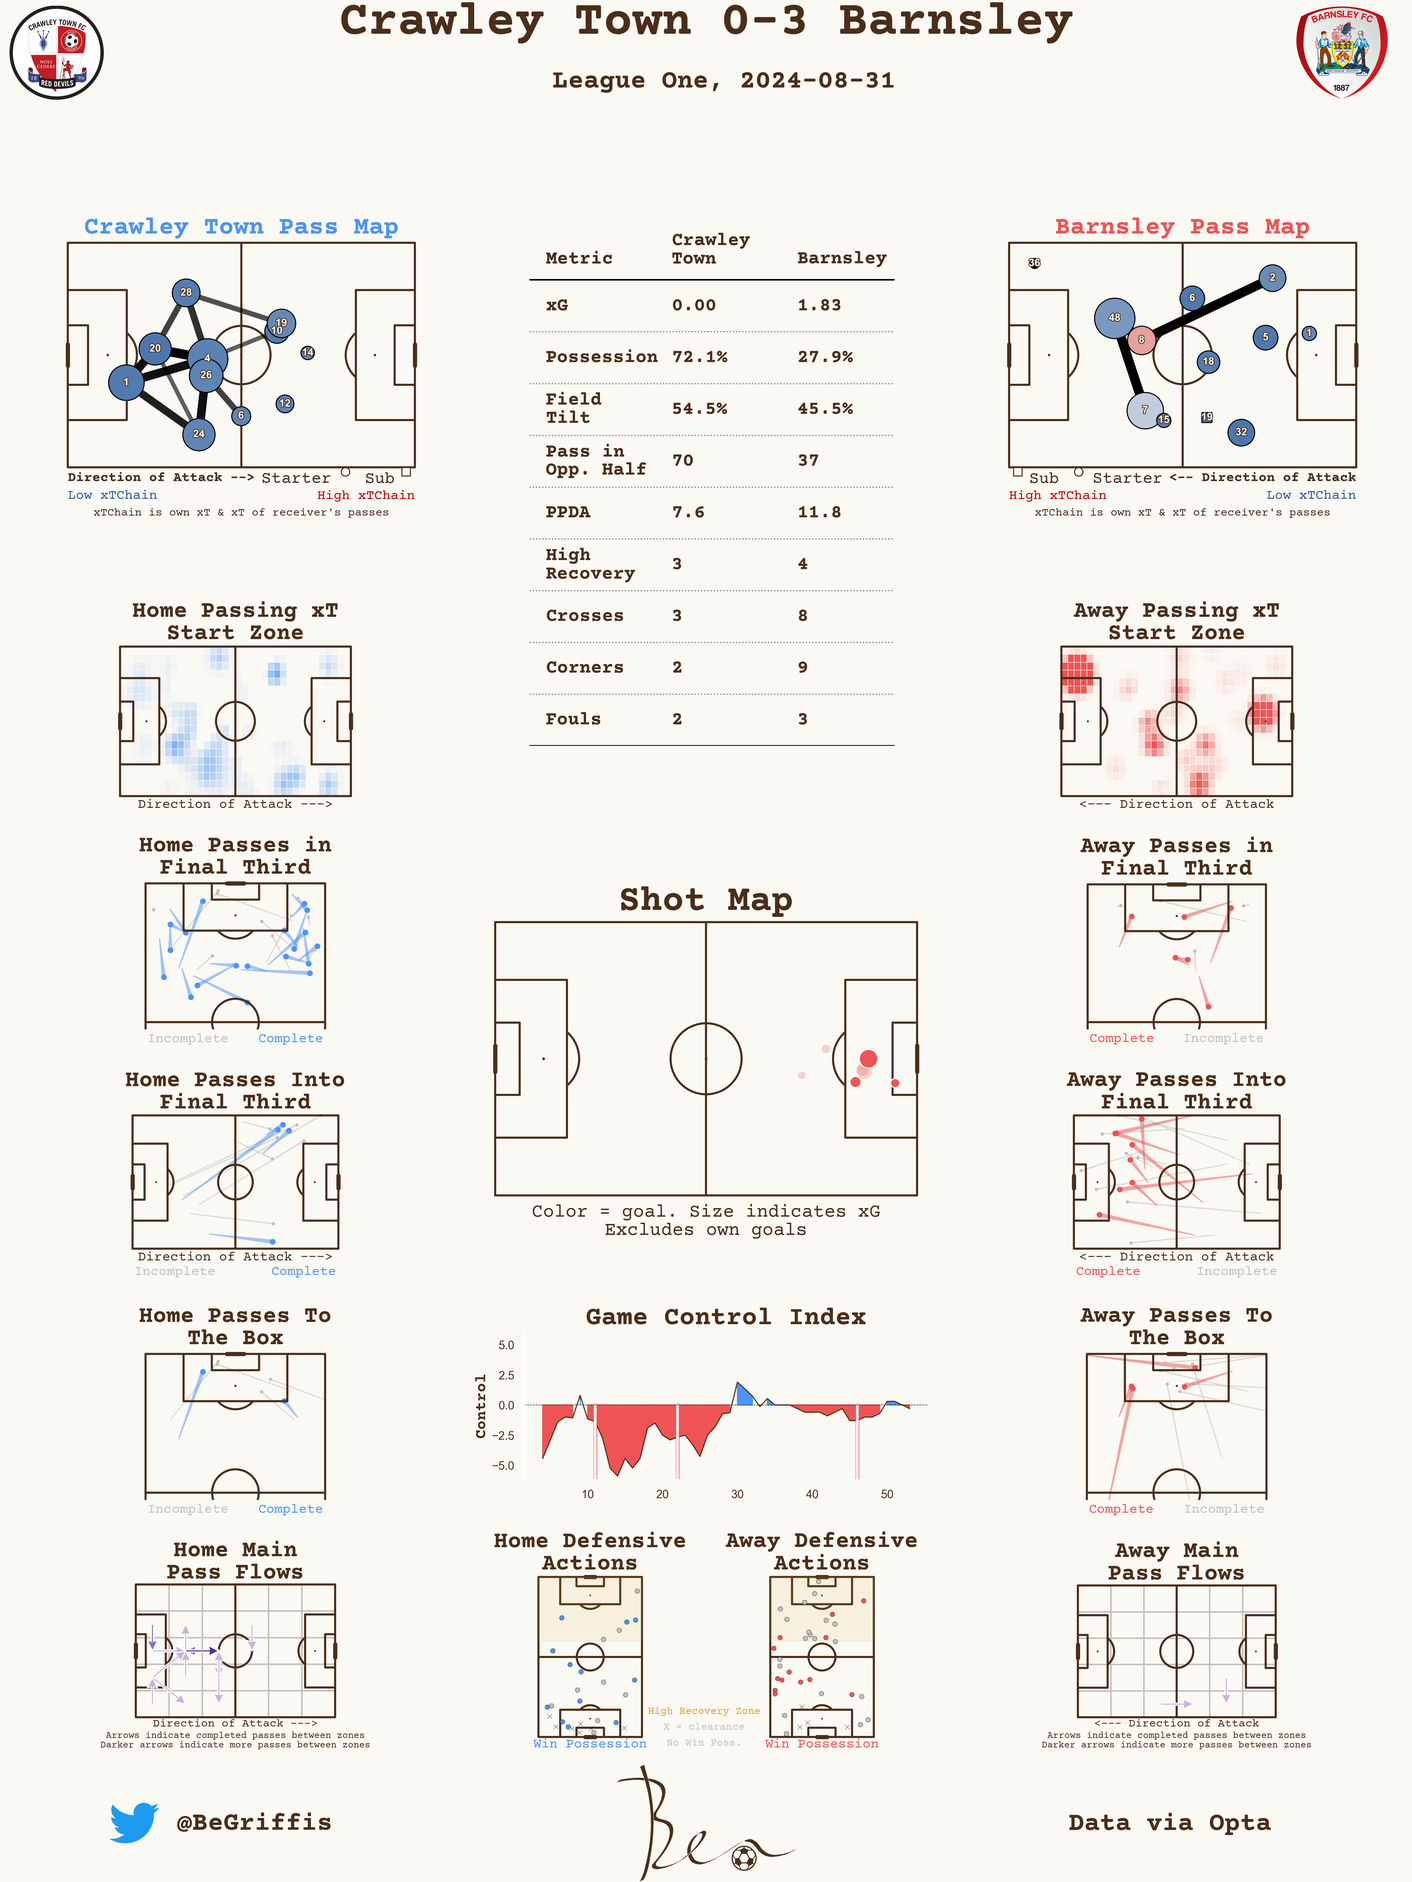 Crawley Town 0-3 Barnsley
League One, 2024-08-31
CRAWLEY TOWN FC
NOLI CEDERE
18 96
RED DEVILS
BARNSLEY FC
1887
Crawley Town Pass Map
28
19
10
20
4
14
26
1
12
6
24
Direction of Attack --> Starter Sub
Low xTChain High xTChain
xTChain is own xT & xT of receiver's passes
Metric Crawley Town Barnsley
xG 0.00 1.83
Possession 72.1% 27.9%
Field Tilt 54.5% 45.5%
Pass in Opp. Half 70 37
PPDA 7.6 11.8
High Recovery 3 4
Crosses 3 8
Corners 2 9
Fouls 2 3
Barnsley Pass Map
36
2
6
48
1
8
5
18
7
15
19
32
Sub Starter <-- Direction of Attack
High xTChain Low xTChain
xTChain is own xT & xT of receiver's passes
Home Passing xT
Start Zone
Direction of Attack --->
Away Passing xT
Start Zone
<--- Direction of Attack
Home Passes in
Final Third
Incomplete Complete
Shot Map
Color = goal. Size indicates xG
Excludes own goals
Away Passes in
Final Third
Complete Incomplete
Home Passes Into
Final Third
Direction of Attack --->
Incomplete Complete
Away Passes Into
Final Third
<--- Direction of Attack
Complete Incomplete
Home Passes To
The Box
Incomplete Complete
Game Control Index
Control
5.0
2.5
0.0
−2.5
−5.0
10 20 30 40 50
Away Passes To
The Box
Complete Incomplete
Home Main
Pass Flows
Direction of Attack --->
Arrows indicate completed passes between zones
Darker arrows indicate more passes between zones
Home Defensive
Actions
Win Possession
High Recovery Zone
X = clearance
No Win Poss.
Away Defensive
Actions
Win Possession
Away Main
Pass Flows
<--- Direction of Attack
Arrows indicate completed passes between zones
Darker arrows indicate more passes between zones
@BeGriffis
Ben
Data via Opta